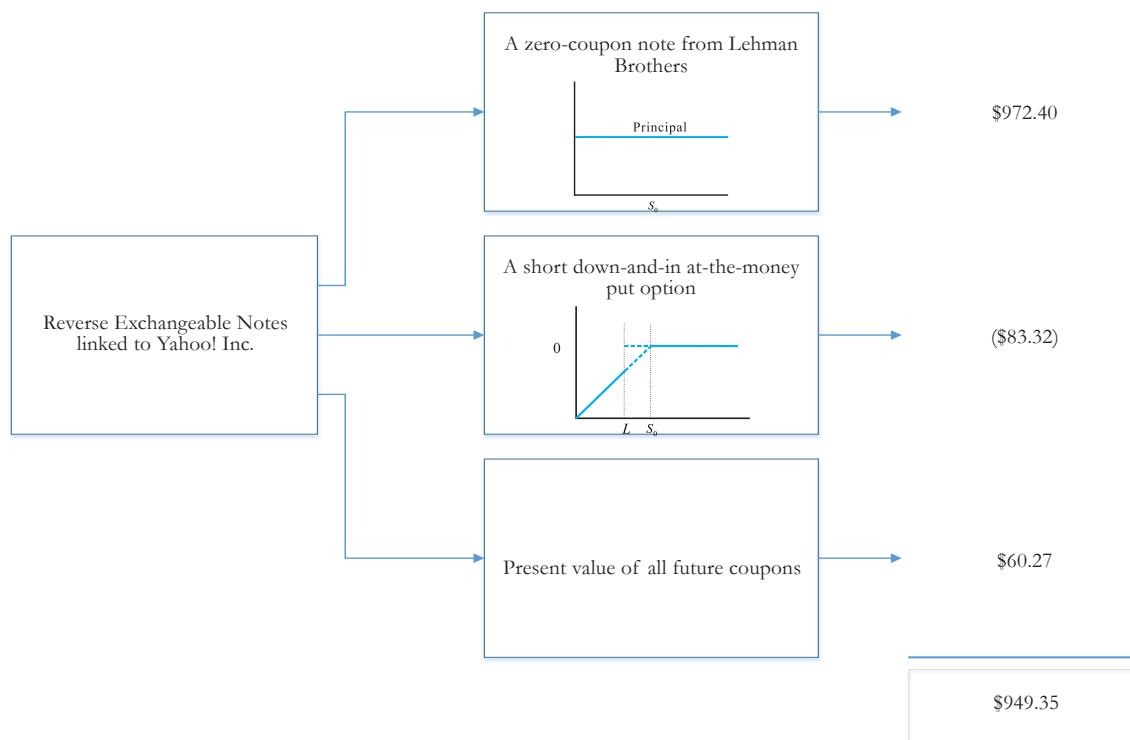 A zero-coupon note from Lehman
Brothers
Principal
S₀
$972.40
Reverse Exchangeable Notes
linked to Yahoo! Inc.
A short down-and-in at-the-money
put option
0
L S₀
($83.32)
Present value of all future coupons
$60.27
$949.35